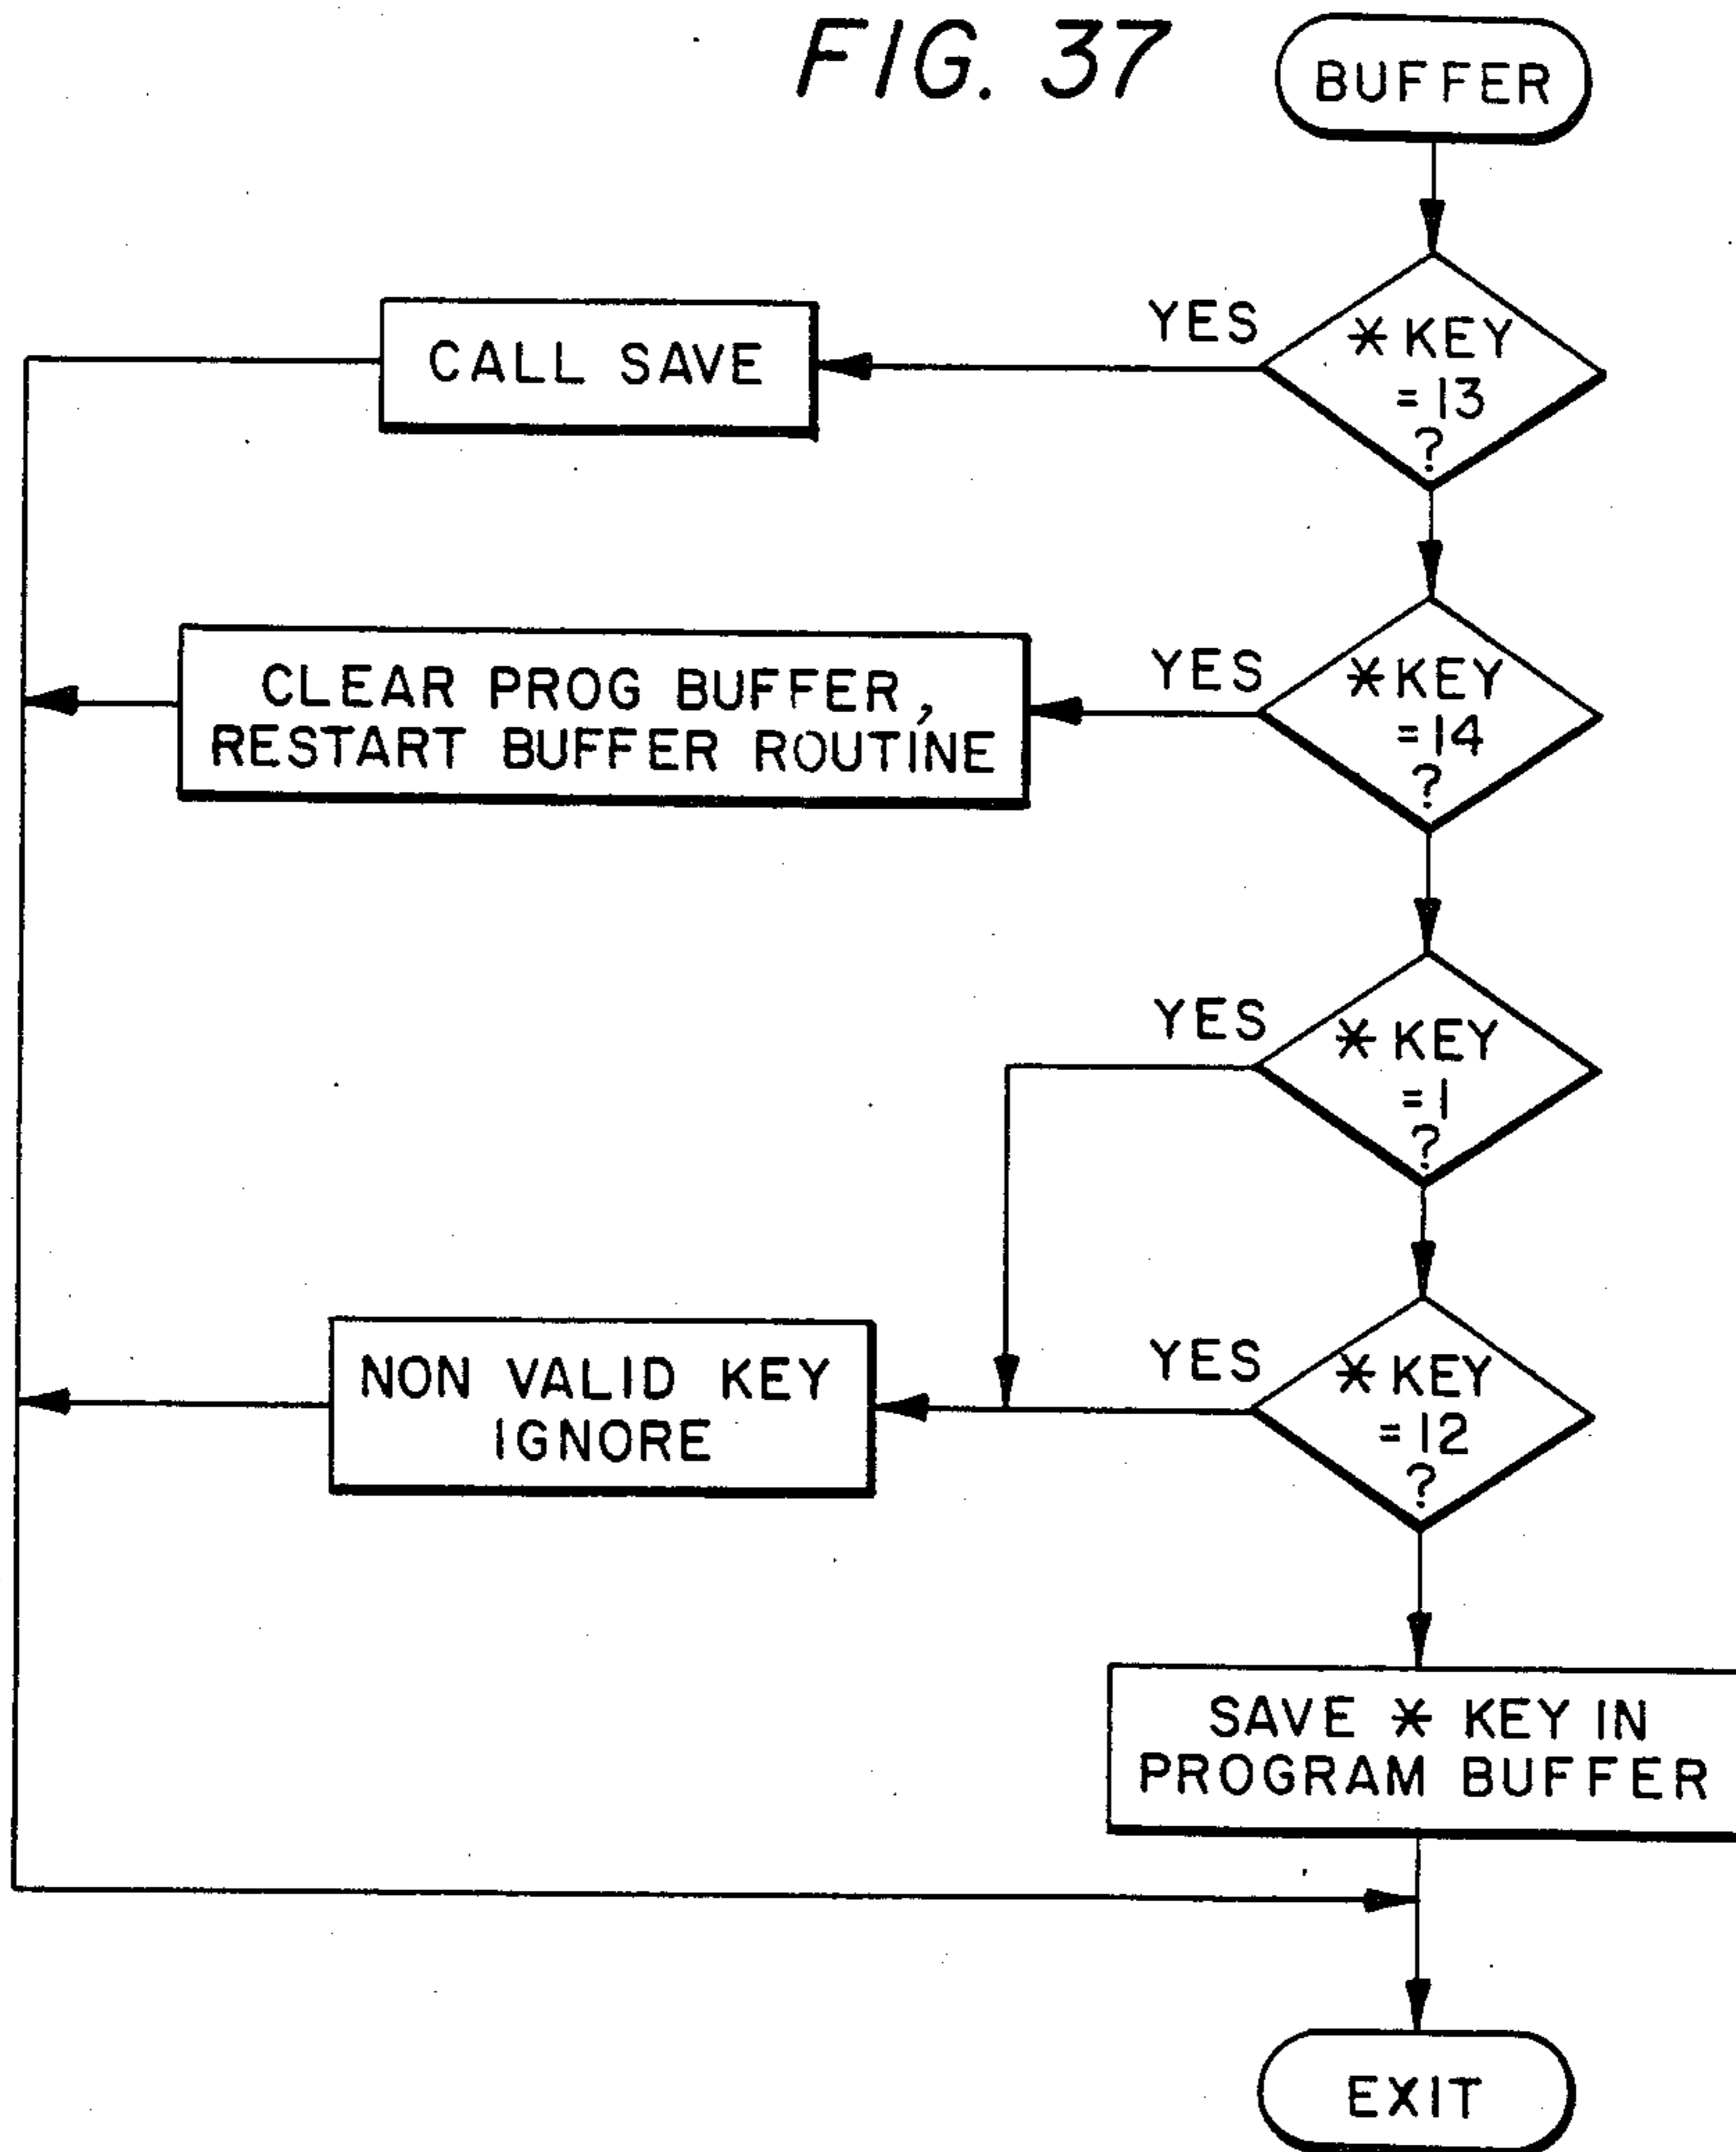 FIG. 37
BUFFER
YES
* KEY
= 13
?
CALL SAVE
YES
* KEY
= 14
?
CLEAR PROG BUFFER,
RESTART BUFFER ROUTINE
YES
* KEY
= 1
?
YES
* KEY
= 12
?
NON VALID KEY
IGNORE
SAVE * KEY IN
PROGRAM BUFFER
EXIT